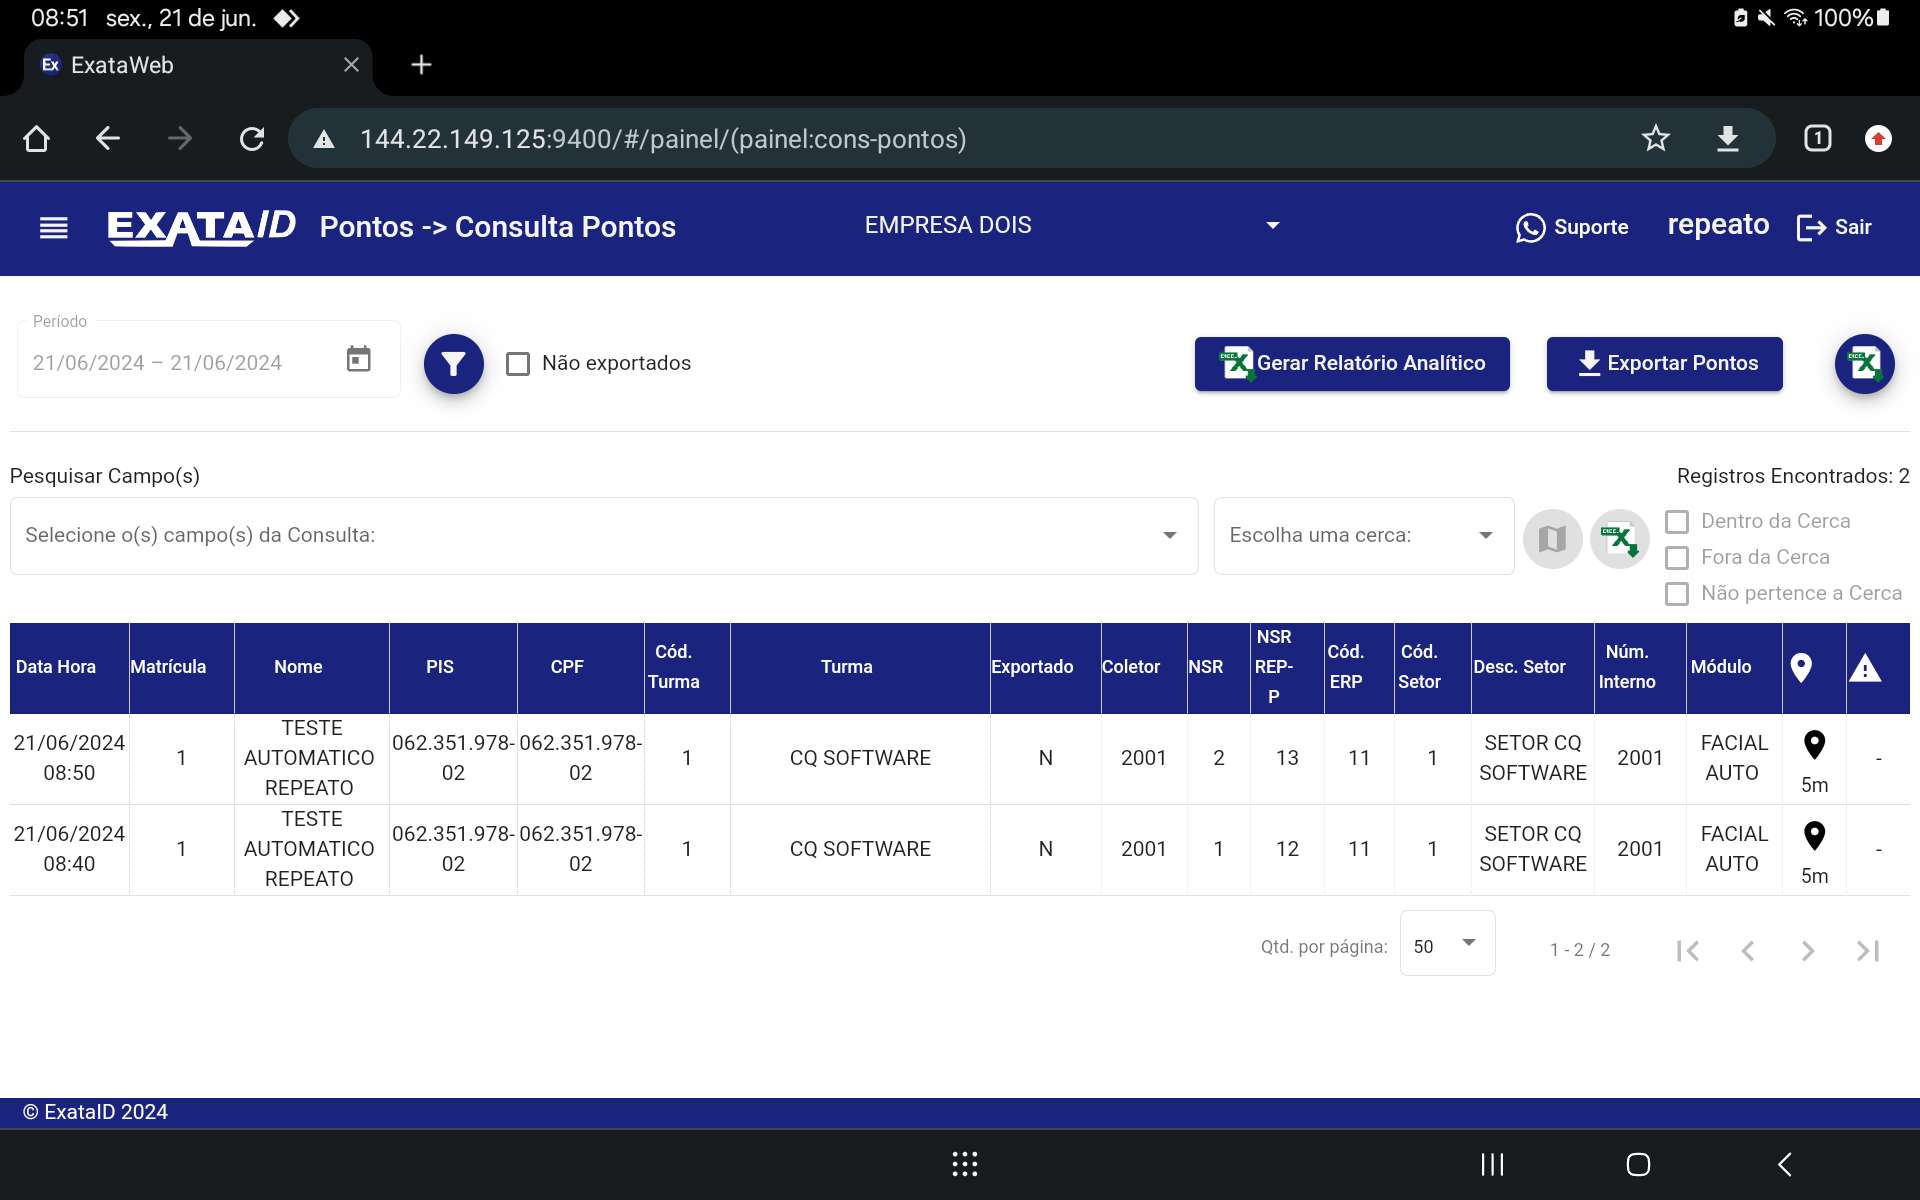 08:51 sex., 21 de jun. 100%
Ex ExataWeb
144.22.149.125:9400/#/painel/(painel:cons-pontos) 1
EXATA ID Pontos -> Consulta Pontos EMPRESA DOIS Suporte repeato Sair
Período
21/06/2024 – 21/06/2024 Não exportados Gerar Relatório Analítico Exportar Pontos
Pesquisar Campo(s) Registros Encontrados: 2
Selecione o(s) campo(s) da Consulta: Escolha uma cerca: Dentro da Cerca
Fora da Cerca
Não pertence a Cerca
Data Hora Matrícula Nome PIS CPF Cód. Turma Turma Exportado Coletor NSR NSR REP-P Cód. ERP Cód. Setor Desc. Setor Núm. Interno Módulo
21/06/2024 08:50 1 TESTE AUTOMATICO REPEATO 062.351.978-02 062.351.978-02 1 CQ SOFTWARE N 2001 2 13 11 1 SETOR CQ SOFTWARE 2001 FACIAL AUTO 5m -
21/06/2024 08:40 1 TESTE AUTOMATICO REPEATO 062.351.978-02 062.351.978-02 1 CQ SOFTWARE N 2001 1 12 11 1 SETOR CQ SOFTWARE 2001 FACIAL AUTO 5m -
Qtd. por página: 50 1 - 2 / 2
© ExataID 2024